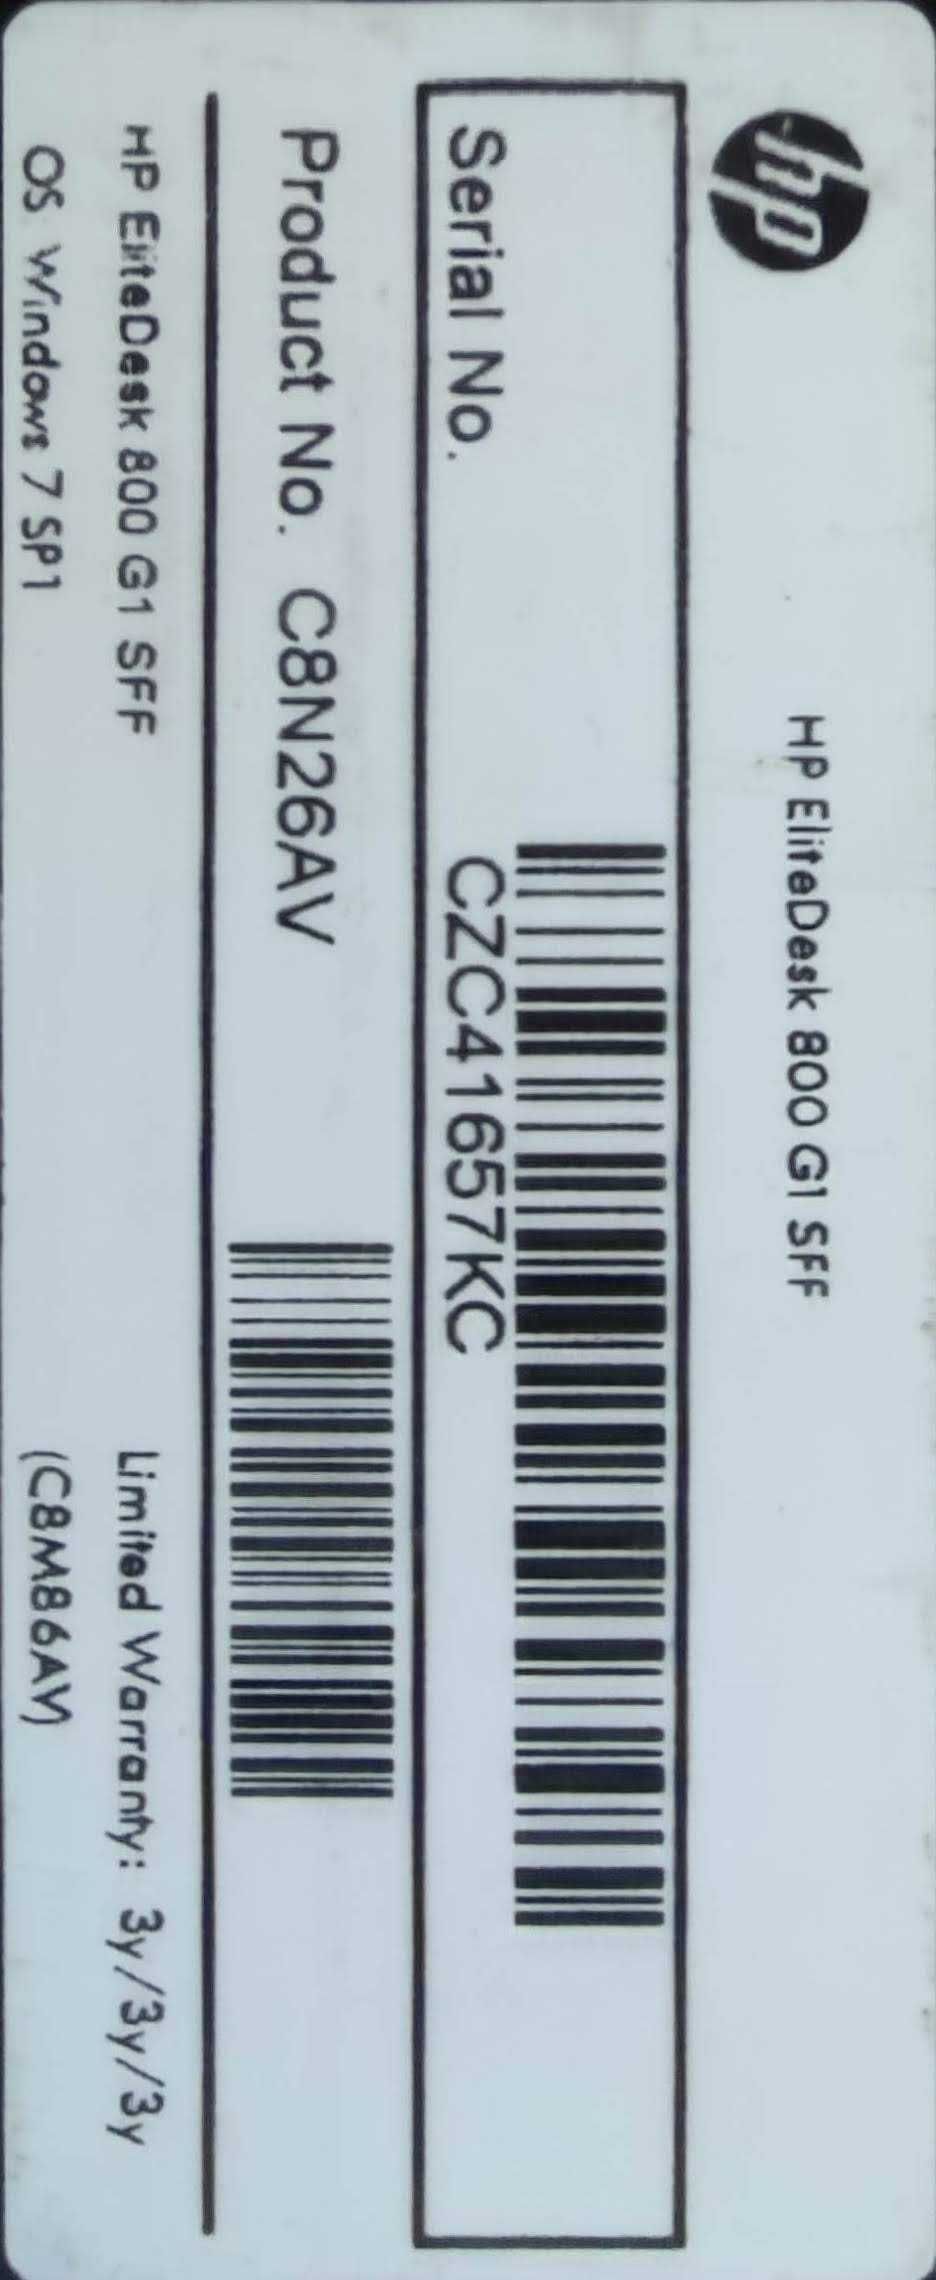 hp
HP EliteDesk 800 G1 SFF
Serial No.
CZC41657KC
Product No. C8N26AV
HP EliteDesk 800 G1 SFF Limited Warranty: 3y/3y/3y
OS Windows 7 SP1 (C8M86AV)